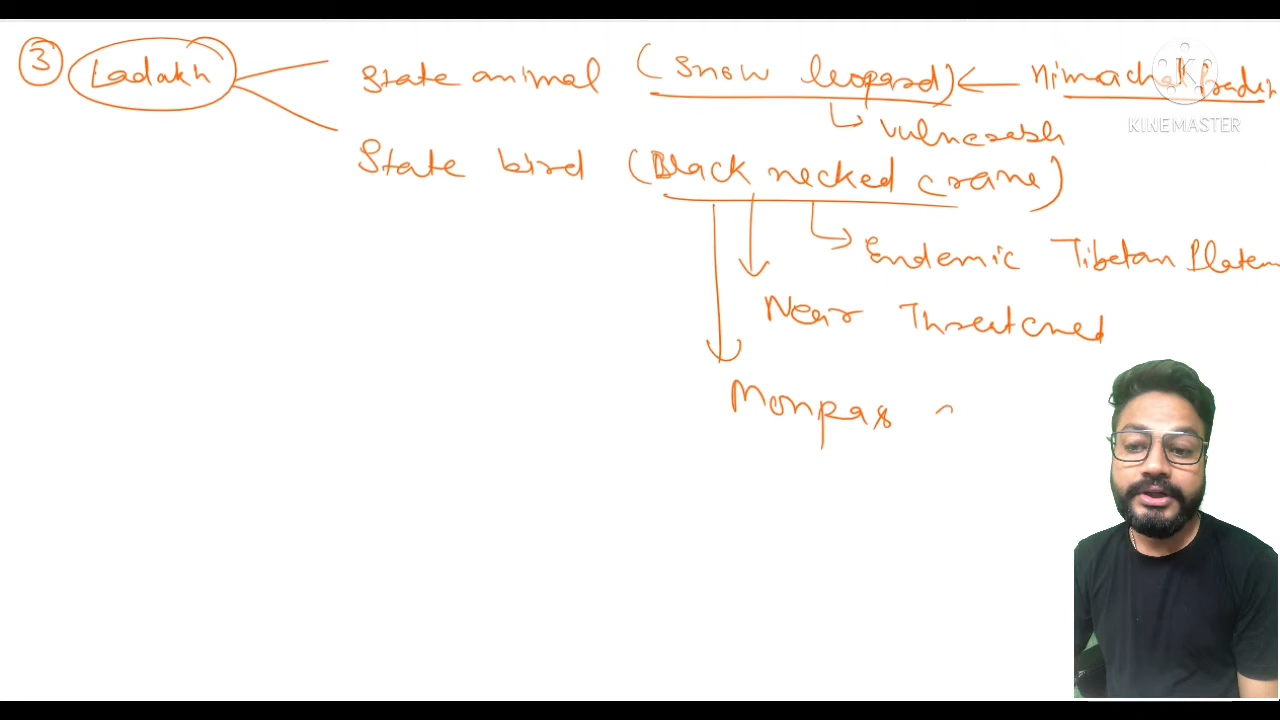 3 Ladakh
State animal (Snow leopard) ← Himachal Pradesh
Vulnerable
State bird (Black necked crane)
Endemic Tibetan Plateau
Near Threatened
Monpas
KINEMASTER